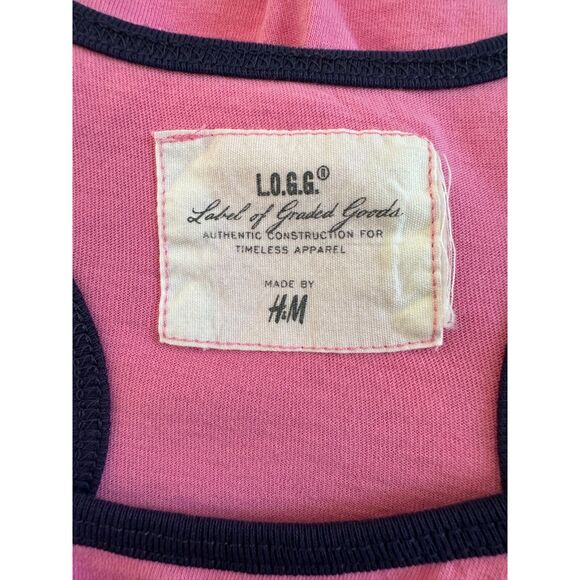 L.O.G.G.®
Label of Graded Goods
AUTHENTIC CONSTRUCTION FOR
TIMELESS APPAREL
MADE BY
H&M